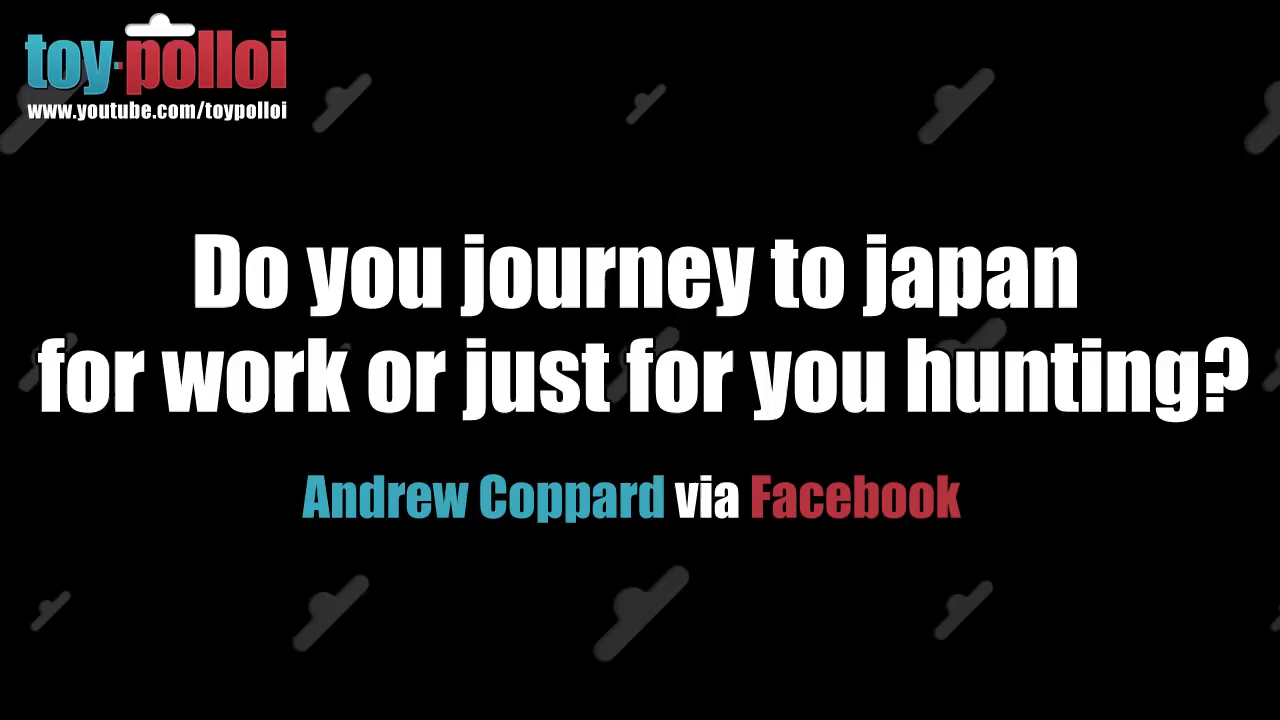 toy·polloi
www.youtube.com/toypolloi
Do you journey to japan
for work or just for you hunting?
Andrew Coppard via Facebook